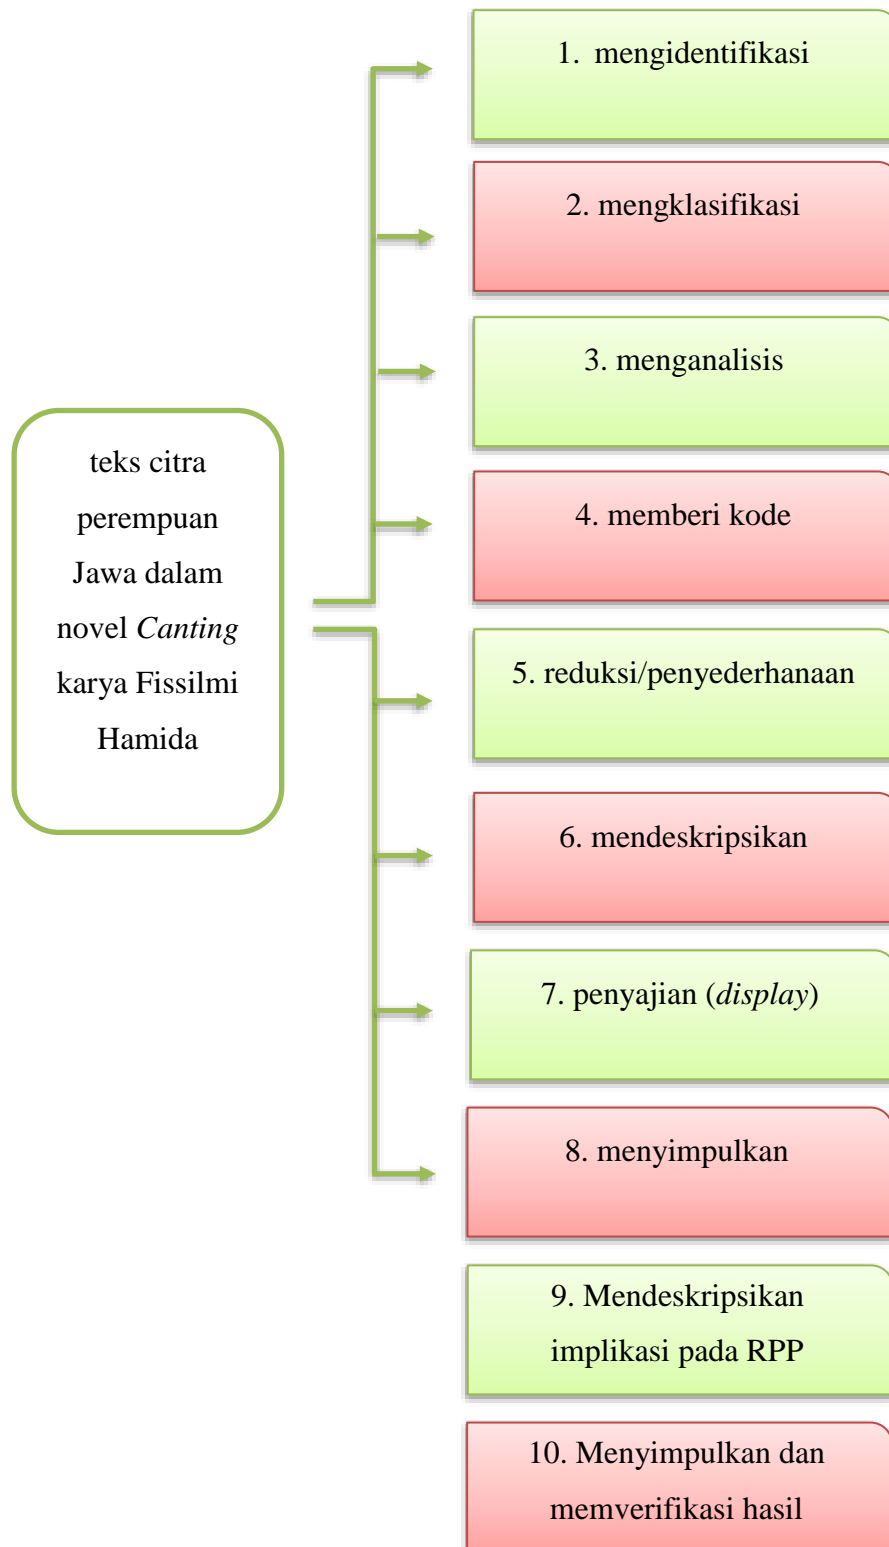 teks citra
perempuan
Jawa dalam
novel Canting
karya Fissilmi
Hamida
1. mengidentifikasi
2. mengklasifikasi
3. menganalisis
4. memberi kode
5. reduksi/penyederhanaan
6. mendeskripsikan
7. penyajian (display)
8. menyimpulkan
9. Mendeskripsikan
implikasi pada RPP
10. Menyimpulkan dan
memverifikasi hasil